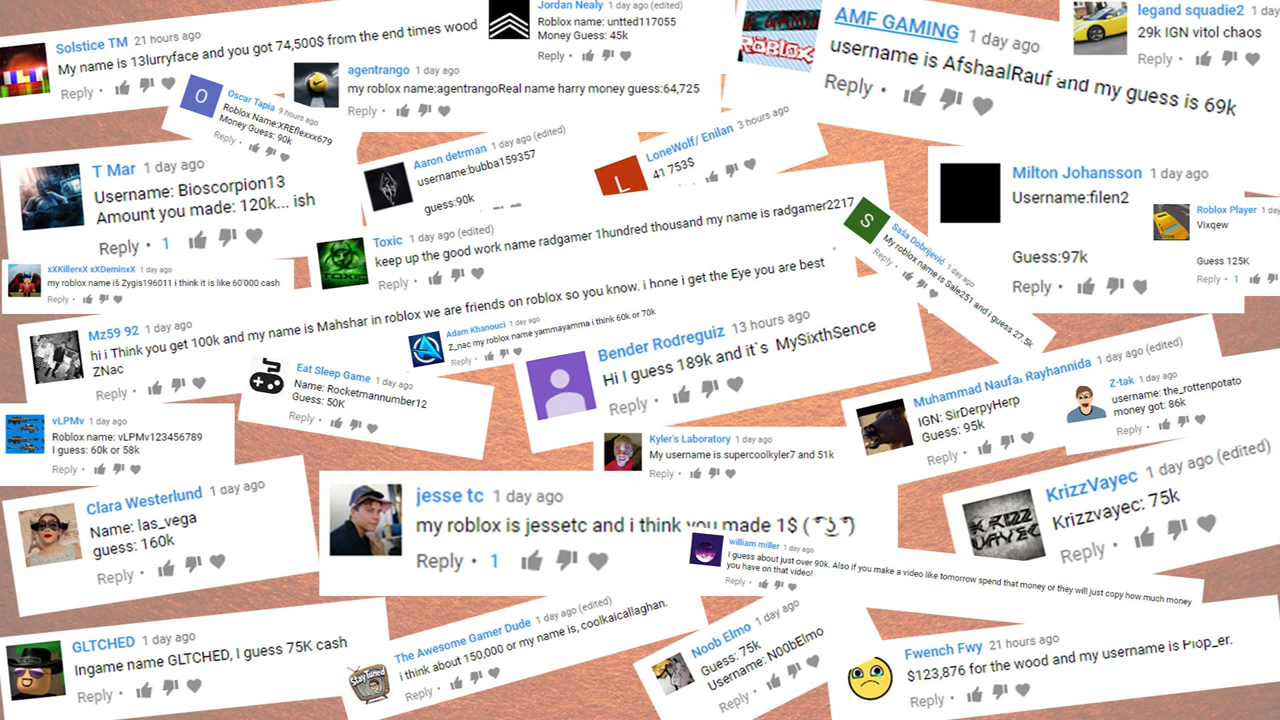 Solstice TM 21 hours ago
My name is 13lurryface and you got 74,500$ from the end times wood
Reply
Jordan Nealy 1 day ago (edited)
Roblox name: untted117055
Money Guess: 45k
Reply
AMF GAMING 1 day ago
username is AfshaalRauf and my guess is 69k
Reply
ROBLOX
legand squadie2 1 day
29k IGN vitol chaos
Reply
O
Oscar Tapia 9 hours ago
Roblox Name:XREflexxx679
Money Guess: 90k
Reply
agentrango 1 day ago
my roblox name:agentrangoReal name harry money guess:64,725
Reply
T Mar 1 day ago
Username: Bioscorpion13
Amount you made: 120k... ish
Reply 1
Aaron detrman 1 day ago (edited)
username:bubba159357
guess:90k
L
LoneWolf/ Enilan 3 hours ago
41 753$
Milton Johansson 1 day ago
Username:filen2
Guess:97k
Reply
Roblox Player 1 day
Vixqew
Guess 125K
Reply 1
Toxic 1 day ago (edited)
keep up the good work name radgamer 1hundred thousand my name is radgamer2217
Reply
S
Saša Dobrijević 1 day ago
My roblox name is Sale251 and i guess 27.5k
Reply
xXKillerxX xXDeminxX 1 day ago
my roblox name iš Zygis196011 i think it is like 60'000 cash
Reply
Mz59 92 1 day ago
hi i Think you get 100k and my name is Mahshar in roblox we are friends on roblox so you know. i hope i get the Eye you are best
ZNac
Reply
Adam Khanouci 1 day ago
Z_nac my roblox name yammayamma i think 60k or 70k
Reply
Eat Sleep Game 1 day ago
Name: Rocketmannumber12
Guess: 50K
Reply
Bender Rodreguiz 13 hours ago
Hi I guess 189k and it`s MySixthSence
Reply
Muhammad Naufal Rayhannida 1 day ago (edited)
IGN: SirDerpyHerp
Guess: 95k
Reply
Z-tak 1 day ago
username: the_rottenpotato
money got: 86k
Reply
vLPMv 1 day ago
Roblox name: vLPMv123456789
I guess: 60k or 58k
Reply
Kyler's Laboratory 1 day ago
My username is supercoolkyler7 and 51k
Reply
Clara Westerlund 1 day ago
Name: las_vega
guess: 160k
Reply
jesse tc 1 day ago
my roblox is jessetc and i think you made 1$ ( ͡° ͜ʖ ͡°)
Reply 1
KRIZZ
VAYEC
KrizzVayec 1 day ago (edited)
Krizzvayec: 75k
Reply
william miller 1 day ago
I guess about just over 90k. Also if you make a video like tomorrow spend that money or they will just copy how much money
you have on that video!
Reply
GLTCHED 1 day ago
Ingame name GLTCHED, I guess 75K cash
Reply
Stay Tuned
The Awesome Gamer Dude 1 day ago (edited)
i think about 150,000 or my name is, coolkaicallaghan.
Reply
Noob Elmo 1 day ago
Guess: 75k
Username: N00bElmo
Reply
Fwench Fwy 21 hours ago
$123,876 for the wood and my username is Plop_er.
Reply